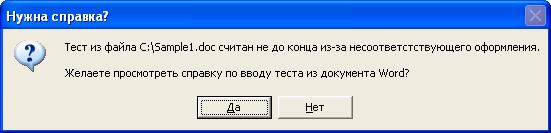 Нужна справка?
Тест из файла C:\Sample1.doc считан не до конца из-за несоответстствующего оформления.
Желаете просмотреть справку по вводу теста из документа Word?
Да
Нет